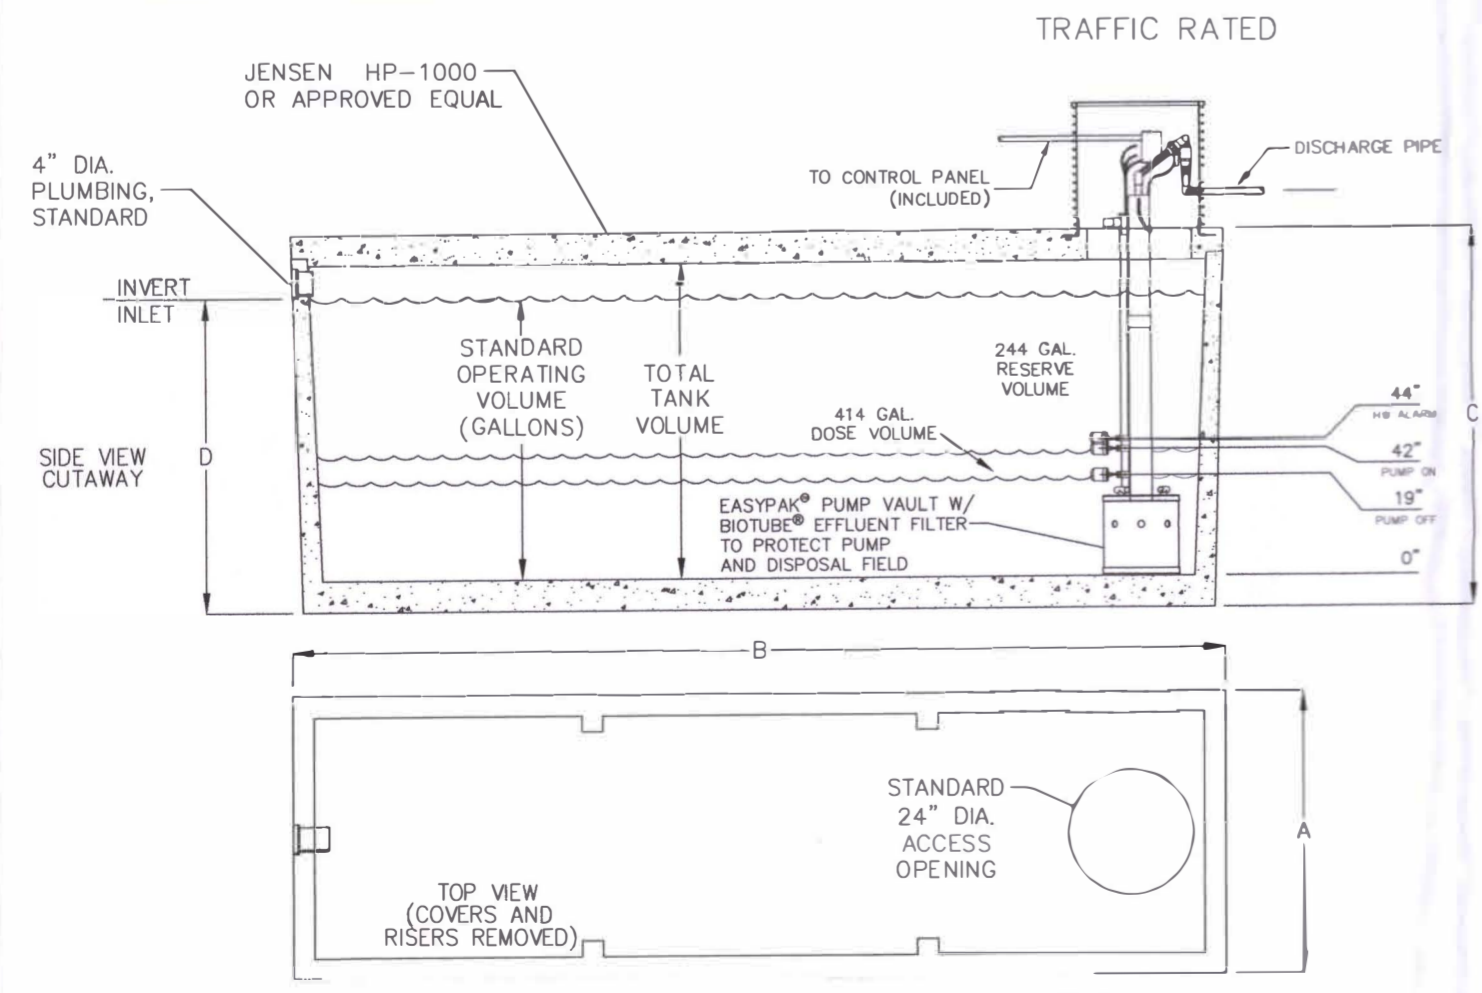 TRAFFIC RATED
JENSEN HP-1000
OR APPROVED EQUAL
4" DIA.
PLUMBING,
STANDARD
DISCHARGE PIPE
TO CONTROL PANEL
(INCLUDED)
INVERT
INLET
STANDARD
OPERATING
VOLUME
(GALLONS)
TOTAL
TANK
VOLUME
244 GAL.
RESERVE
VOLUME
414 GAL.
DOSE VOLUME
44"
42"
PUMP ON
19"
PUMP OFF
0"
C
D
SIDE VIEW
CUTAWAY
EASYPAK® PUMP VAULT W/
BIOTUBE® EFFLUENT FILTER
TO PROTECT PUMP
AND DISPOSAL FIELD
B
STANDARD
24" DIA.
ACCESS
OPENING
A
TOP VIEW
(COVERS AND
RISERS REMOVED)